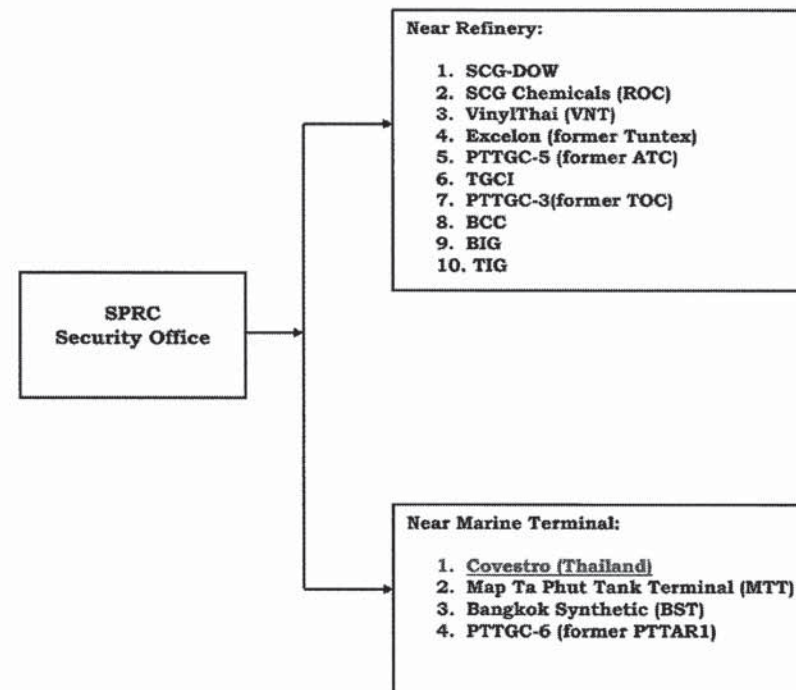 Near Refinery:
1. SCG-DOW
2. SCG Chemicals (ROC)
3. VinylThai (VNT)
4. Excelon (former Tuntex)
5. PTTGC-5 (former ATC)
6. TGCI
7. PTTGC-3(former TOC)
8. BCC
9. BIG
10. TIG
SPRC
Security Office
Near Marine Terminal:
1. Covestro (Thailand)
2. Map Ta Phut Tank Terminal (MTT)
3. Bangkok Synthetic (BST)
4. PTTGC-6 (former PTTAR1)